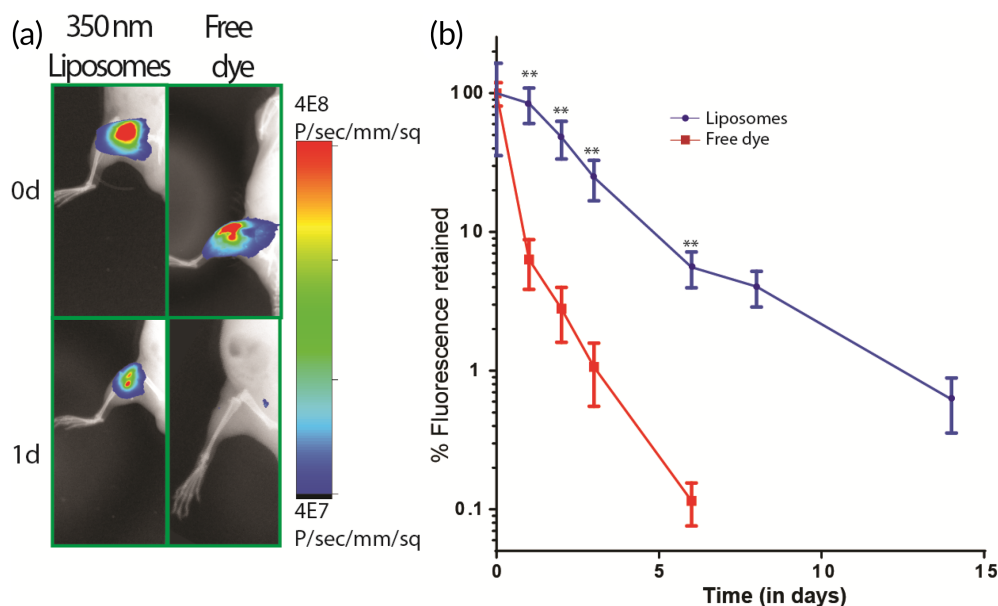 (a)
350 nm
Liposomes
Free
dye
0d
1d
4E8
P/sec/mm/sq
4E7
P/sec/mm/sq
(b)
% Fluorescence retained
100
10
1
0.1
**
**
**
**
Liposomes
Free dye
0
5
10
15
Time (in days)